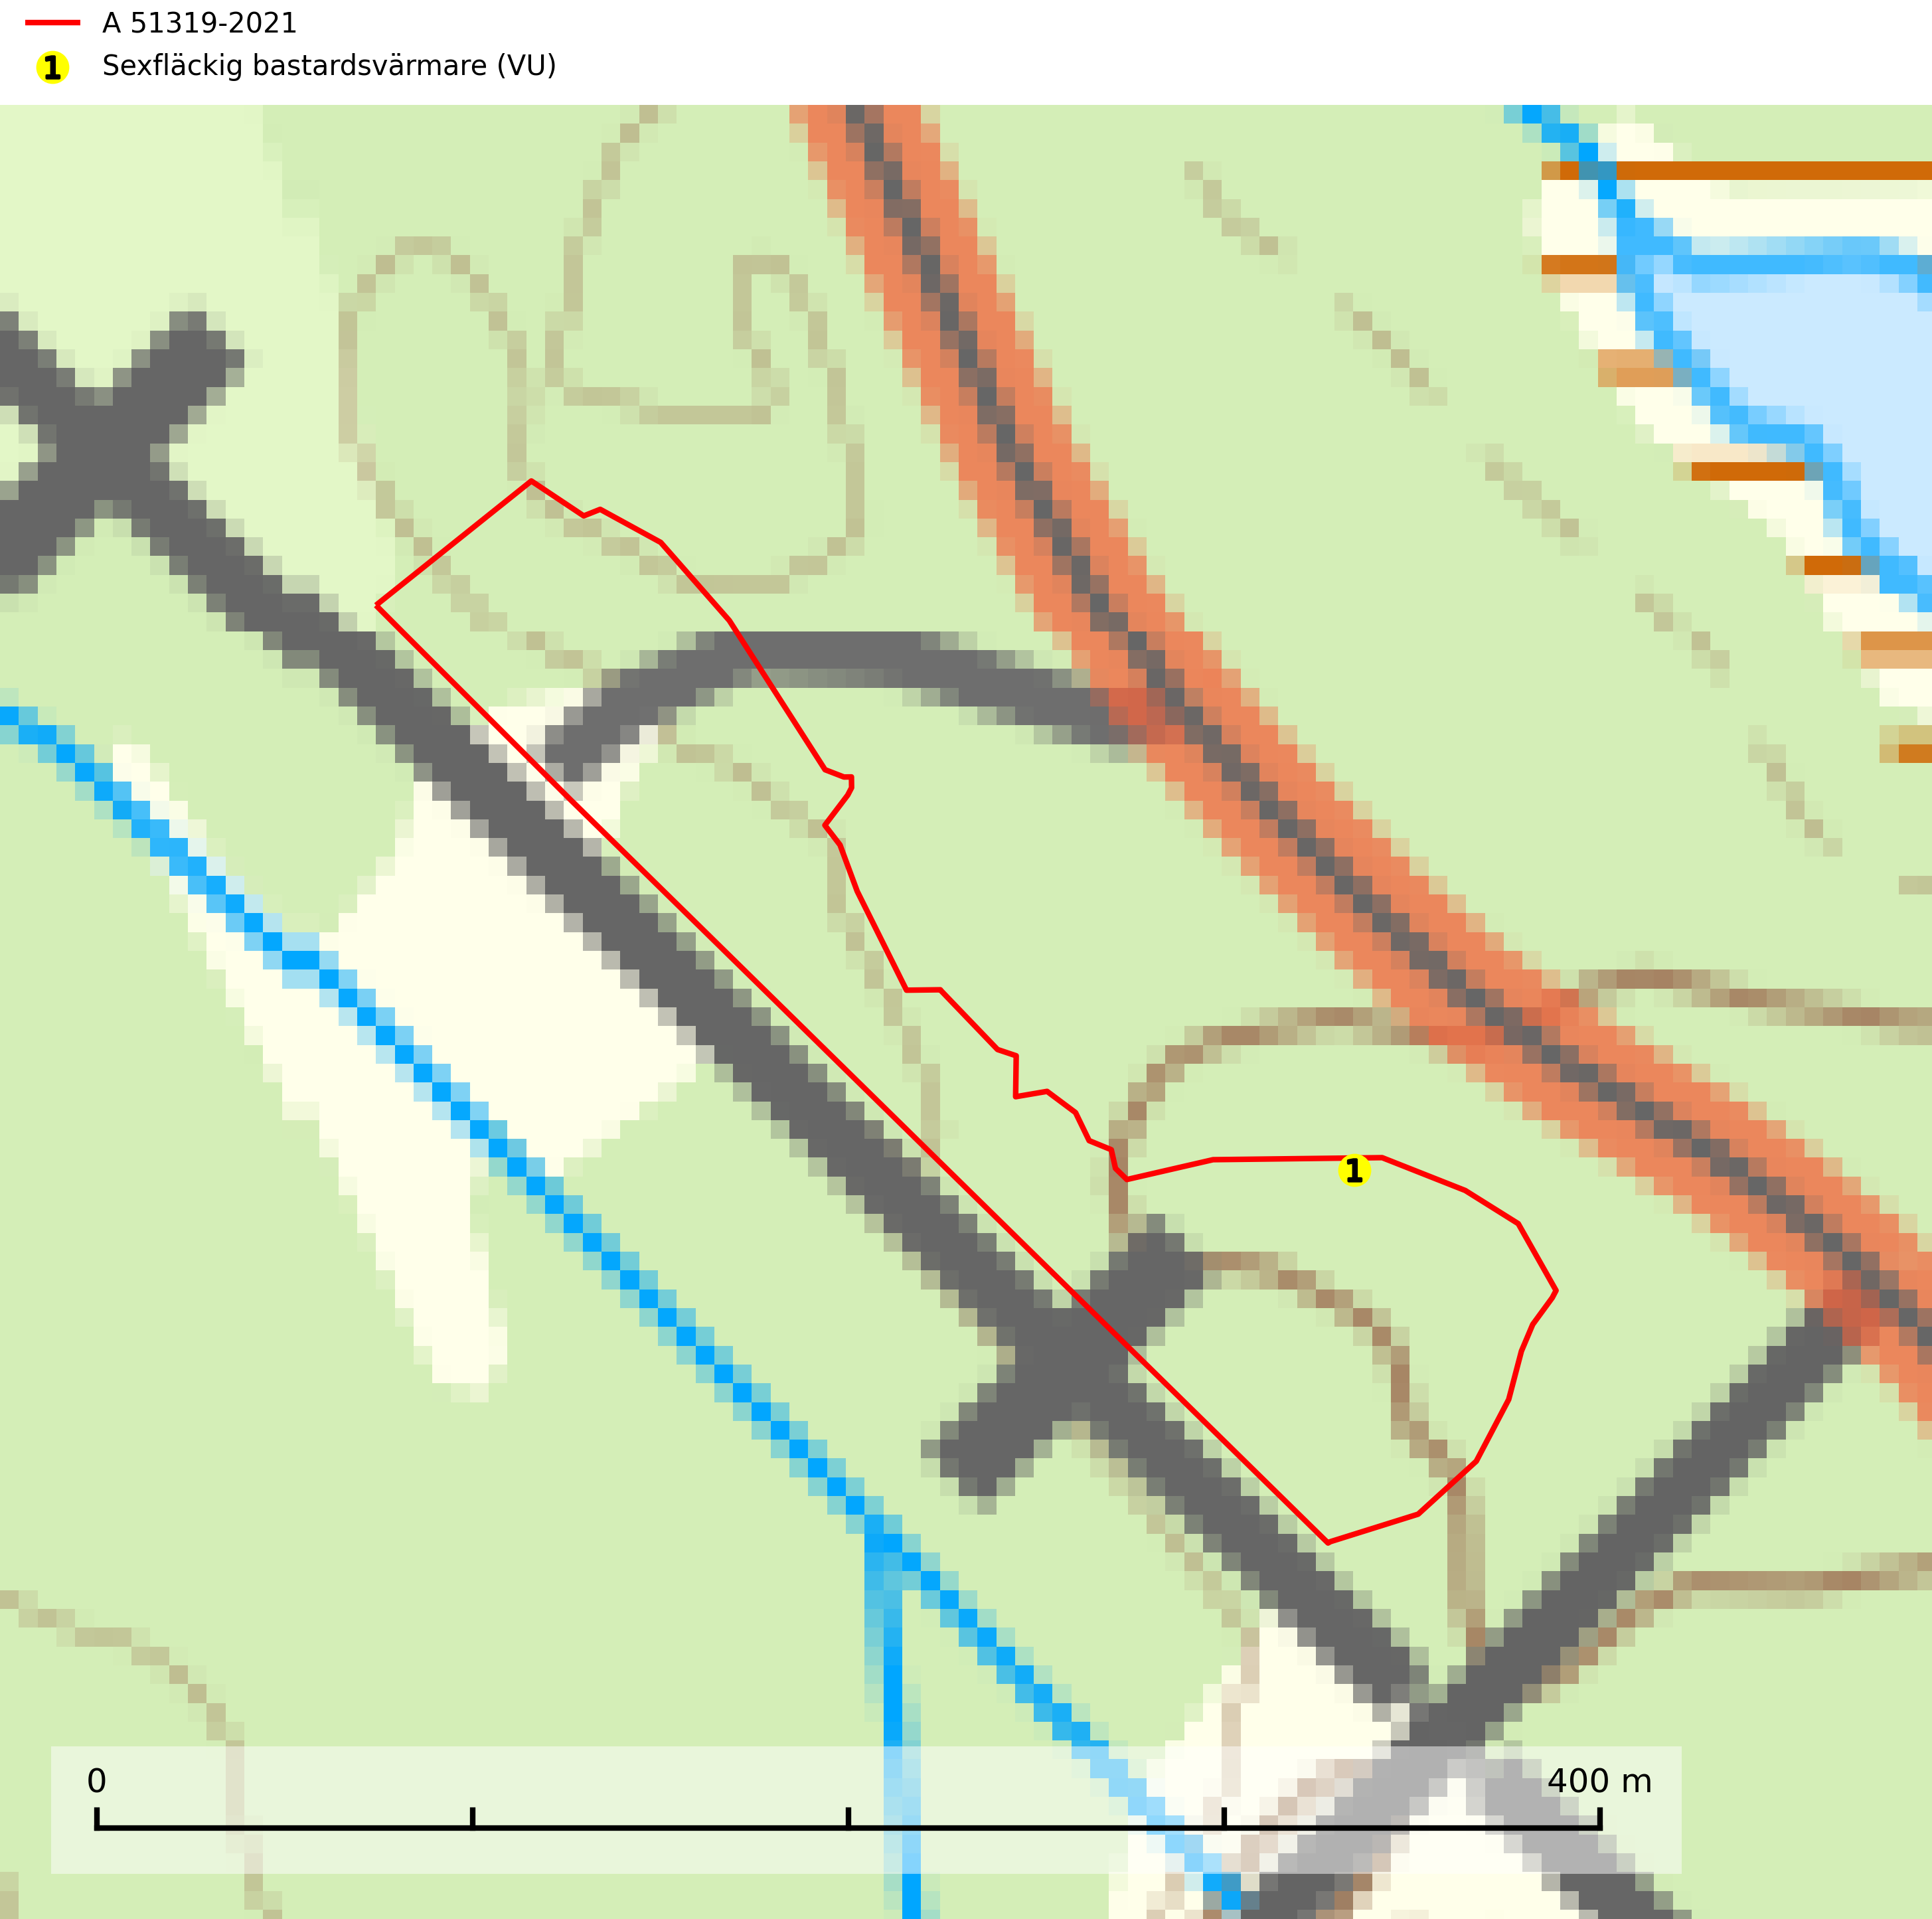 A 51319-2021
1 Sexfläckig bastardsvärmare (VU)
1
0 400 m